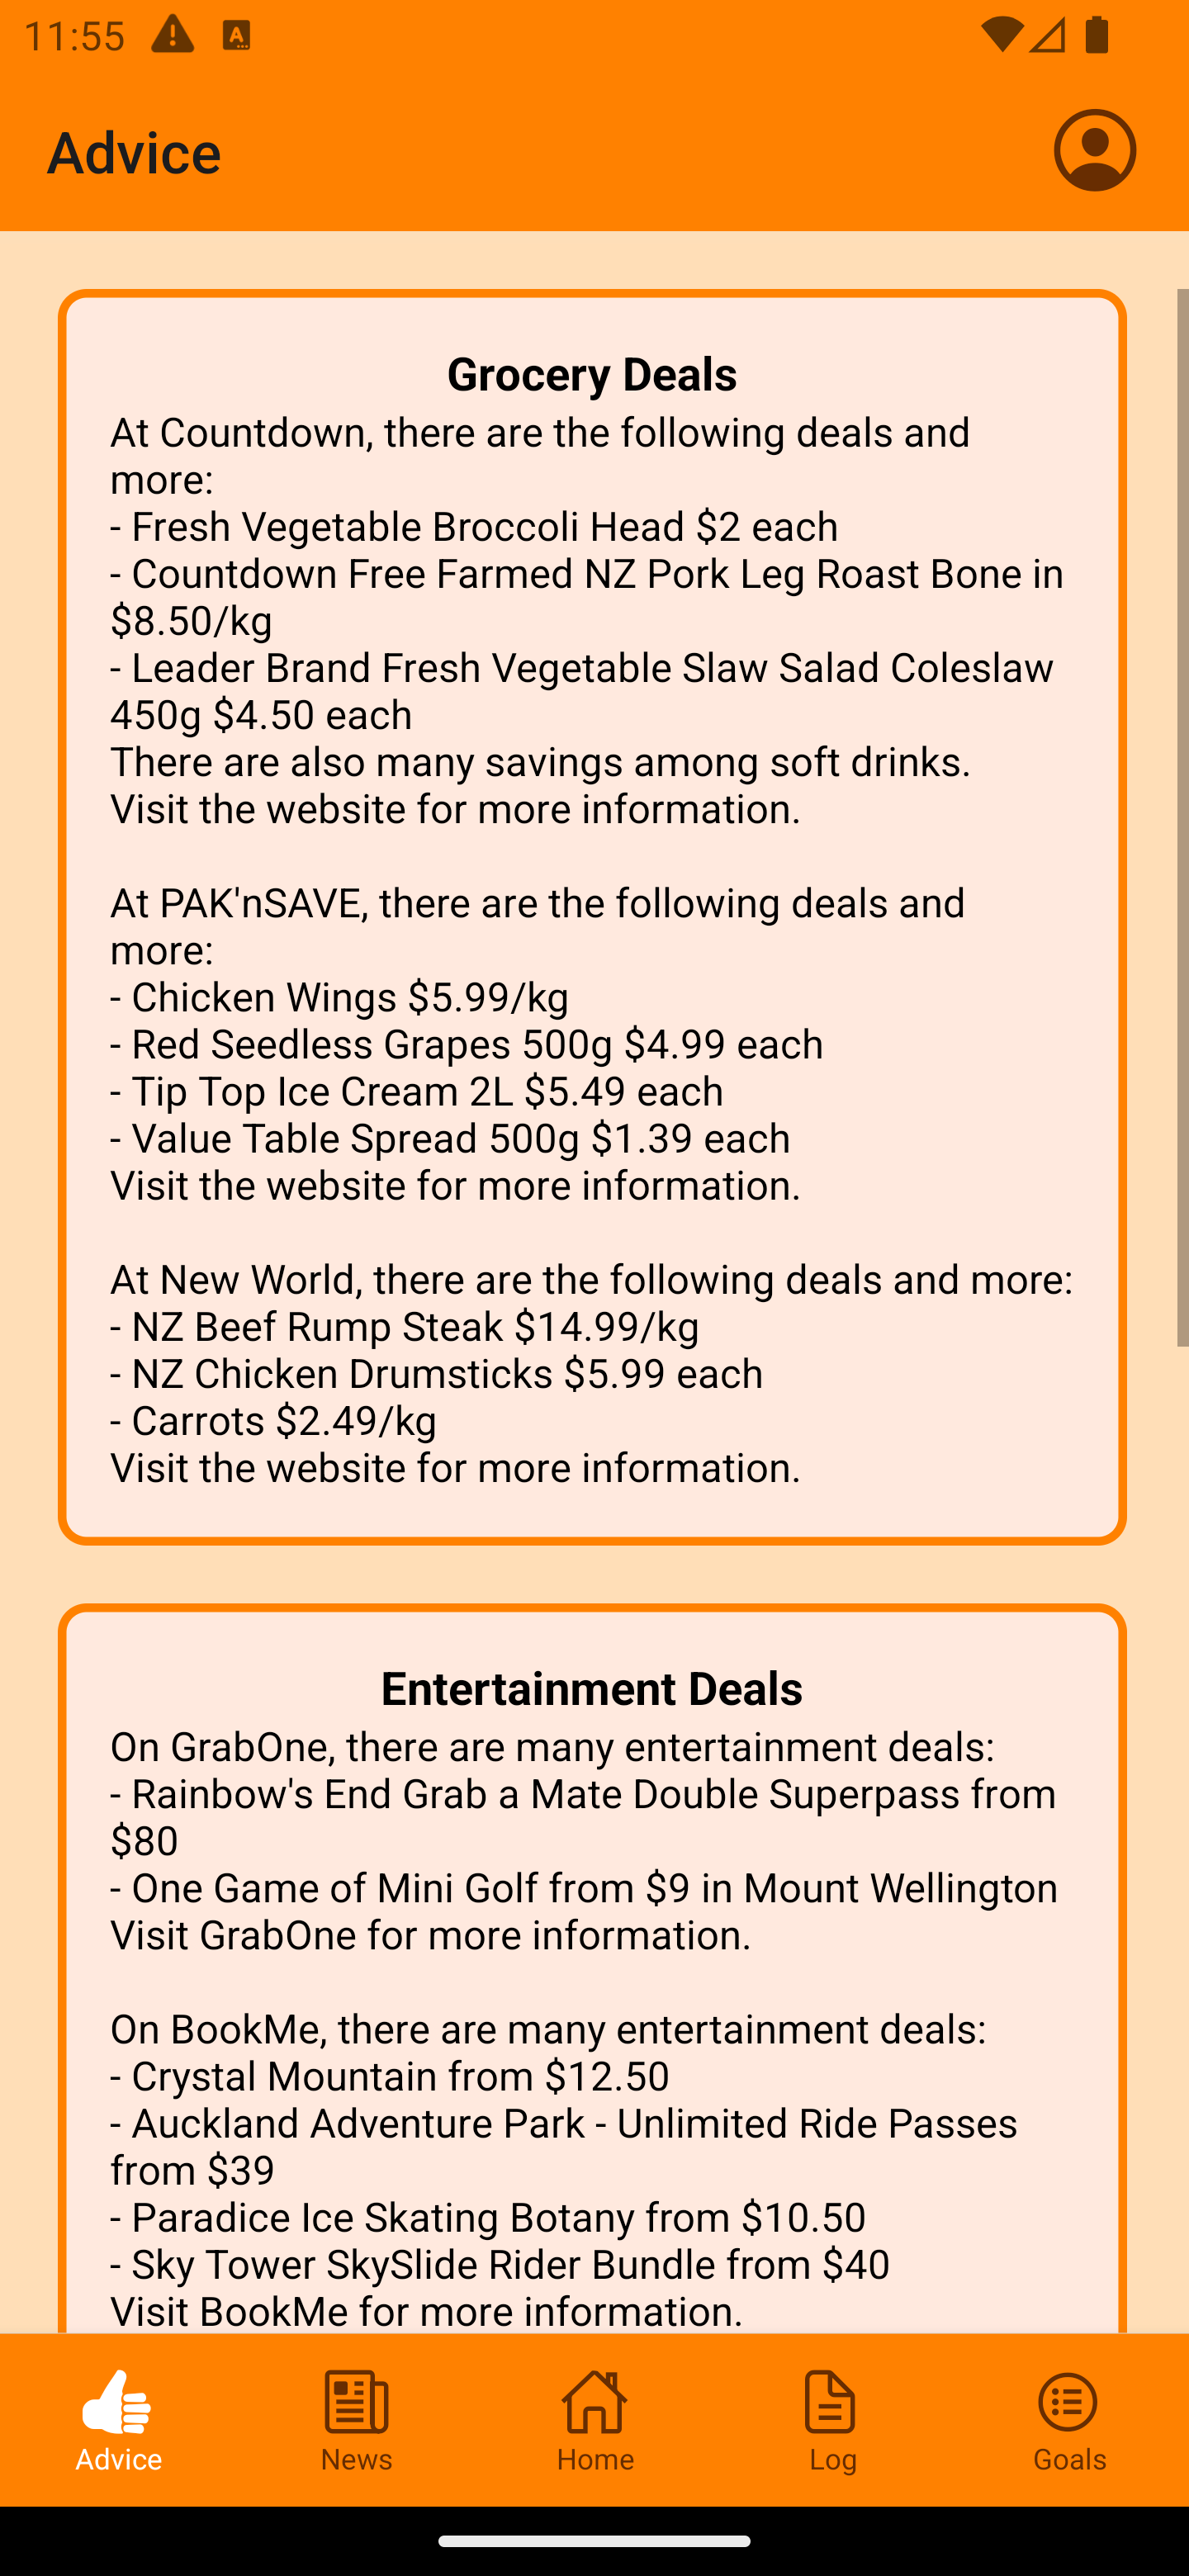 11:55
Advice
Grocery Deals
At Countdown, there are the following deals and
more:
- Fresh Vegetable Broccoli Head $2 each
- Countdown Free Farmed NZ Pork Leg Roast Bone in
$8.50/kg
- Leader Brand Fresh Vegetable Slaw Salad Coleslaw
450g $4.50 each
There are also many savings among soft drinks.
Visit the website for more information.
At PAK'nSAVE, there are the following deals and
more:
- Chicken Wings $5.99/kg
- Red Seedless Grapes 500g $4.99 each
- Tip Top Ice Cream 2L $5.49 each
- Value Table Spread 500g $1.39 each
Visit the website for more information.
At New World, there are the following deals and more:
- NZ Beef Rump Steak $14.99/kg
- NZ Chicken Drumsticks $5.99 each
- Carrots $2.49/kg
Visit the website for more information.
Entertainment Deals
On GrabOne, there are many entertainment deals:
- Rainbow's End Grab a Mate Double Superpass from
$80
- One Game of Mini Golf from $9 in Mount Wellington
Visit GrabOne for more information.
On BookMe, there are many entertainment deals:
- Crystal Mountain from $12.50
- Auckland Adventure Park - Unlimited Ride Passes
from $39
- Paradice Ice Skating Botany from $10.50
- Sky Tower SkySlide Rider Bundle from $40
Visit BookMe for more information.
Advice
News
Home
Log
Goals